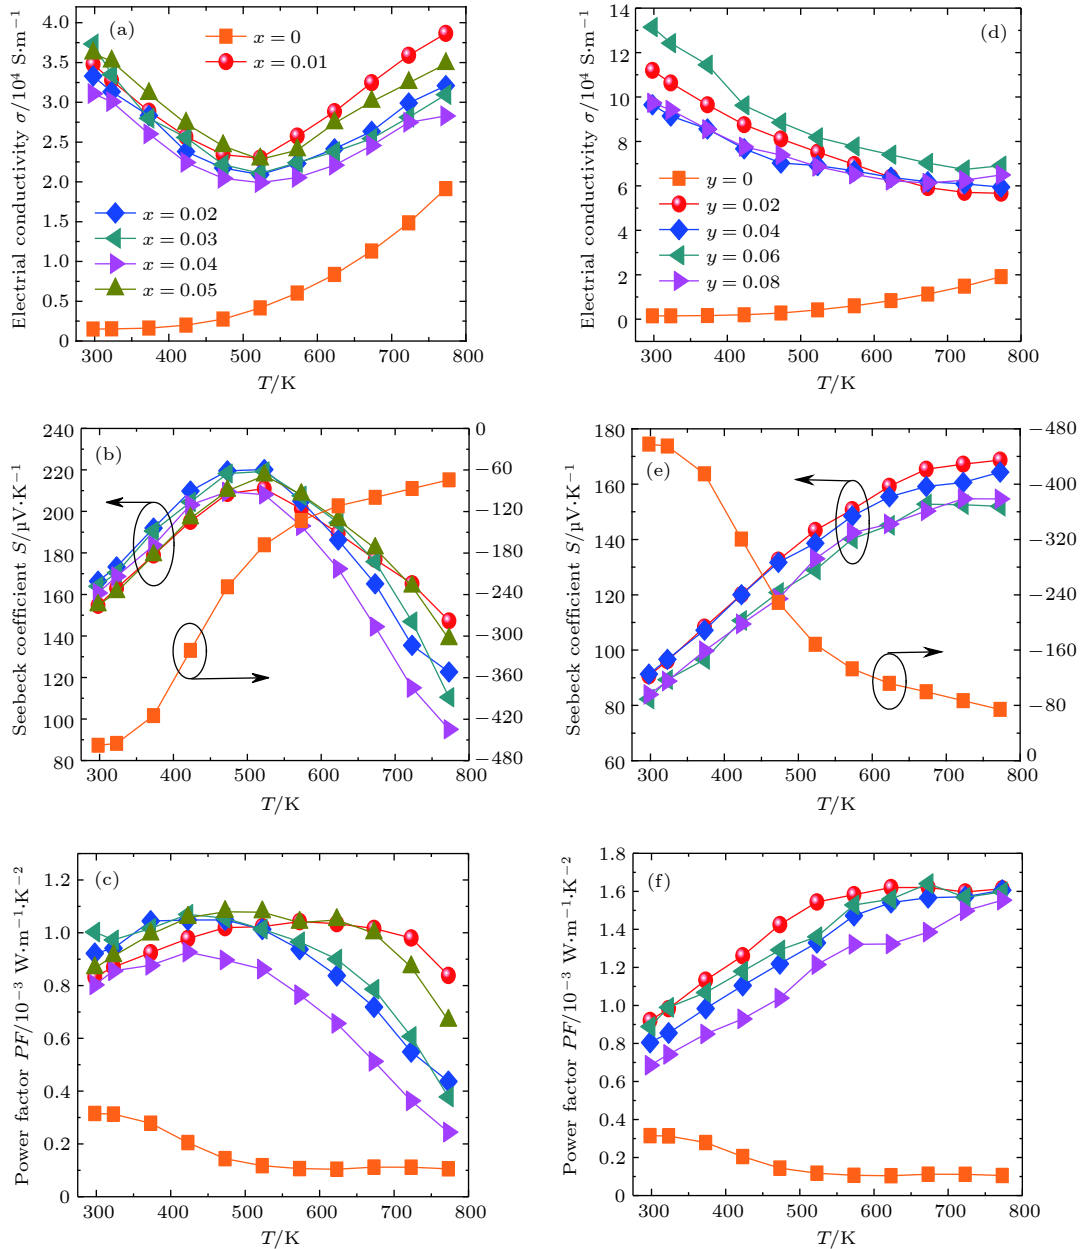 (a)
x = 0
x = 0.01
x = 0.02
x = 0.03
x = 0.04
x = 0.05
4.0
3.5
3.0
2.5
2.0
1.5
1.0
0.5
0
300 400 500 600 700 800
T/K
Electrial conductivity σ/10⁴ S·m⁻¹
(d)
y = 0
y = 0.02
y = 0.04
y = 0.06
y = 0.08
14
12
10
8
6
4
2
0
300 400 500 600 700 800
T/K
Electrial conductivity σ/10⁴ S·m⁻¹
(b)
240
220
200
180
160
140
120
100
80
0
−60
−120
−180
−240
−300
−360
−420
−480
300 400 500 600 700 800
T/K
Seebeck coefficient S/µV·K⁻¹
(e)
180
160
140
120
100
80
60
−480
−400
−320
−240
−160
−80
0
300 400 500 600 700 800
T/K
Seebeck coefficient S/µV·K⁻¹
(c)
1.2
1.0
0.8
0.6
0.4
0.2
0
300 400 500 600 700 800
T/K
Power factor PF/10⁻³ W·m⁻¹·K⁻²
(f)
1.8
1.6
1.4
1.2
1.0
0.8
0.6
0.4
0.2
0
300 400 500 600 700 800
T/K
Power factor PF/10⁻³ W·m⁻¹·K⁻²